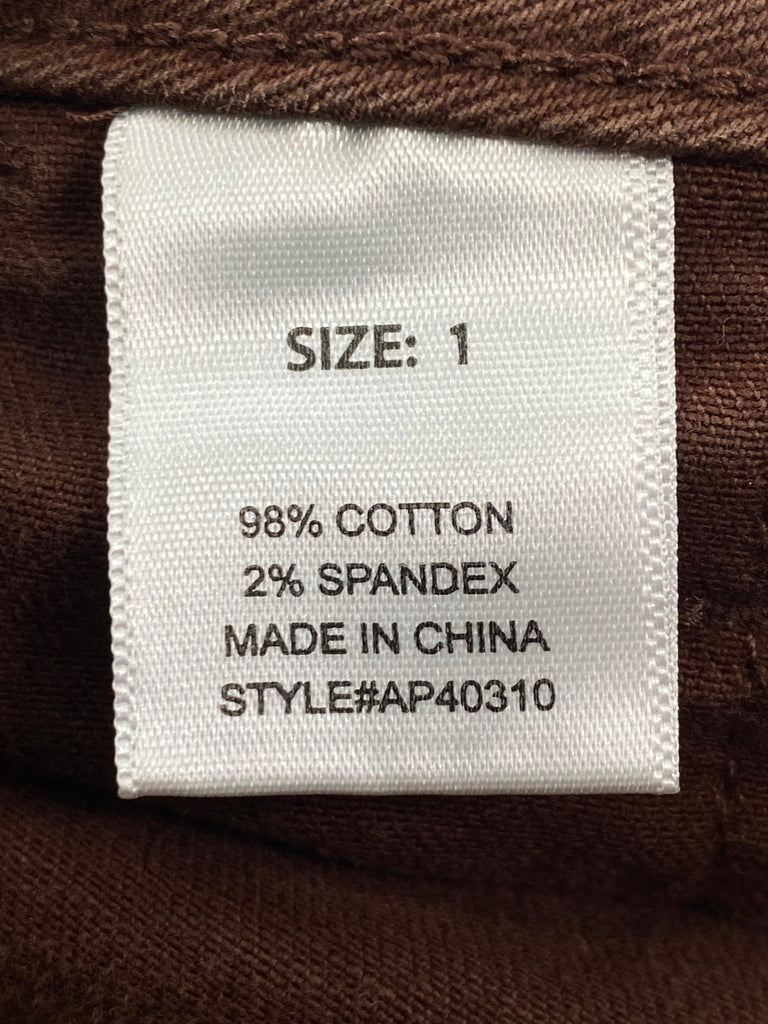 SIZE: 1
98% COTTON
2% SPANDEX
MADE IN CHINA
STYLE#AP40310